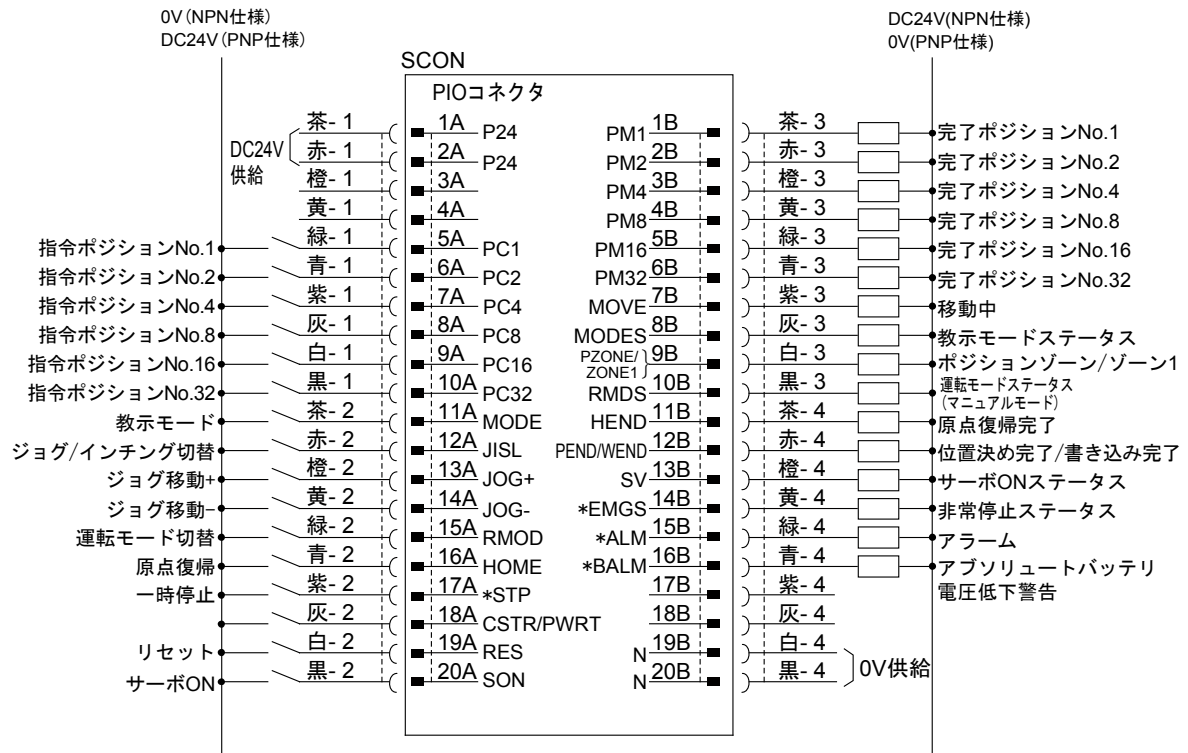 0V(NPN仕様)
DC24V(PNP仕様)
DC24V(NPN仕様)
0V(PNP仕様)
SCON
PIOコネクタ
DC24V
供給
茶- 1 1A P24 PM1 1B 茶- 3 完了ポジションNo.1
赤- 1 2A P24 PM2 2B 赤- 3 完了ポジションNo.2
橙- 1 3A PM4 3B 橙- 3 完了ポジションNo.4
黄- 1 4A PM8 4B 黄- 3 完了ポジションNo.8
指令ポジションNo.1 緑- 1 5A PC1 PM16 5B 緑- 3 完了ポジションNo.16
指令ポジションNo.2 青- 1 6A PC2 PM32 6B 青- 3 完了ポジションNo.32
指令ポジションNo.4 紫- 1 7A PC4 MOVE 7B 紫- 3 移動中
指令ポジションNo.8 灰- 1 8A PC8 MODES 8B 灰- 3 教示モードステータス
指令ポジションNo.16 白- 1 9A PC16 PZONE/ ZONE1 9B 白- 3 ポジションゾーン/ゾーン1
指令ポジションNo.32 黒- 1 10A PC32 RMDS 10B 黒- 3 運転モードステータス
(マニュアルモード)
教示モード 茶- 2 11A MODE HEND 11B 茶- 4 原点復帰完了
ジョグ/インチング切替 赤- 2 12A JISL PEND/WEND 12B 赤- 4 位置決め完了/書き込み完了
ジョグ移動+ 橙- 2 13A JOG+ SV 13B 橙- 4 サーボONステータス
ジョグ移動− 黄- 2 14A JOG- *EMGS 14B 黄- 4 非常停止ステータス
運転モード切替 緑- 2 15A RMOD *ALM 15B 緑- 4 アラーム
原点復帰 青- 2 16A HOME *BALM 16B 青- 4 アブソリュートバッテリ
電圧低下警告
一時停止 紫- 2 17A *STP 17B 紫- 4
灰- 2 18A CSTR/PWRT 18B 灰- 4
リセット 白- 2 19A RES N 19B 白- 4
サーボON 黒- 2 20A SON N 20B 黒- 4
0V供給